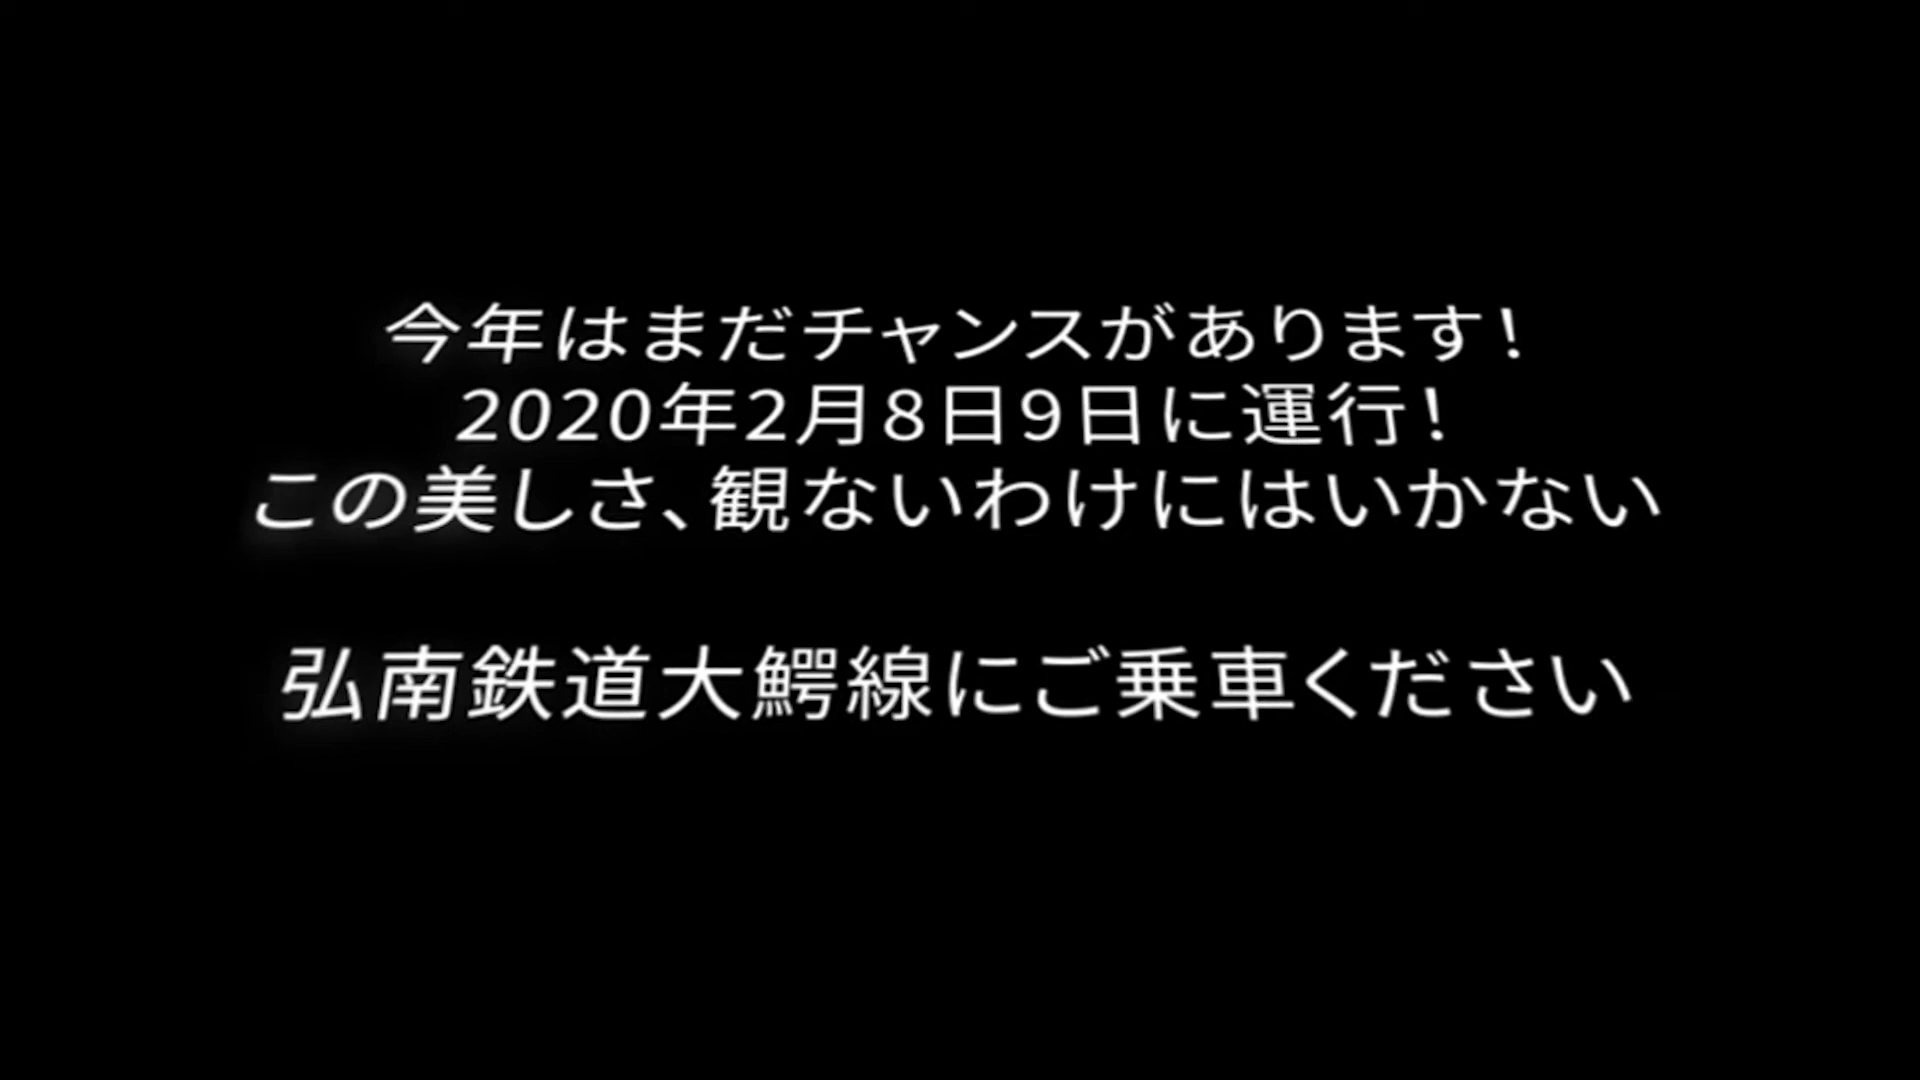 今年はまだチャンスがあります!
2020年2月8日9日に運行!
この美しさ、観ないわけにはいかない
弘南鉄道大鰐線にご乗車ください